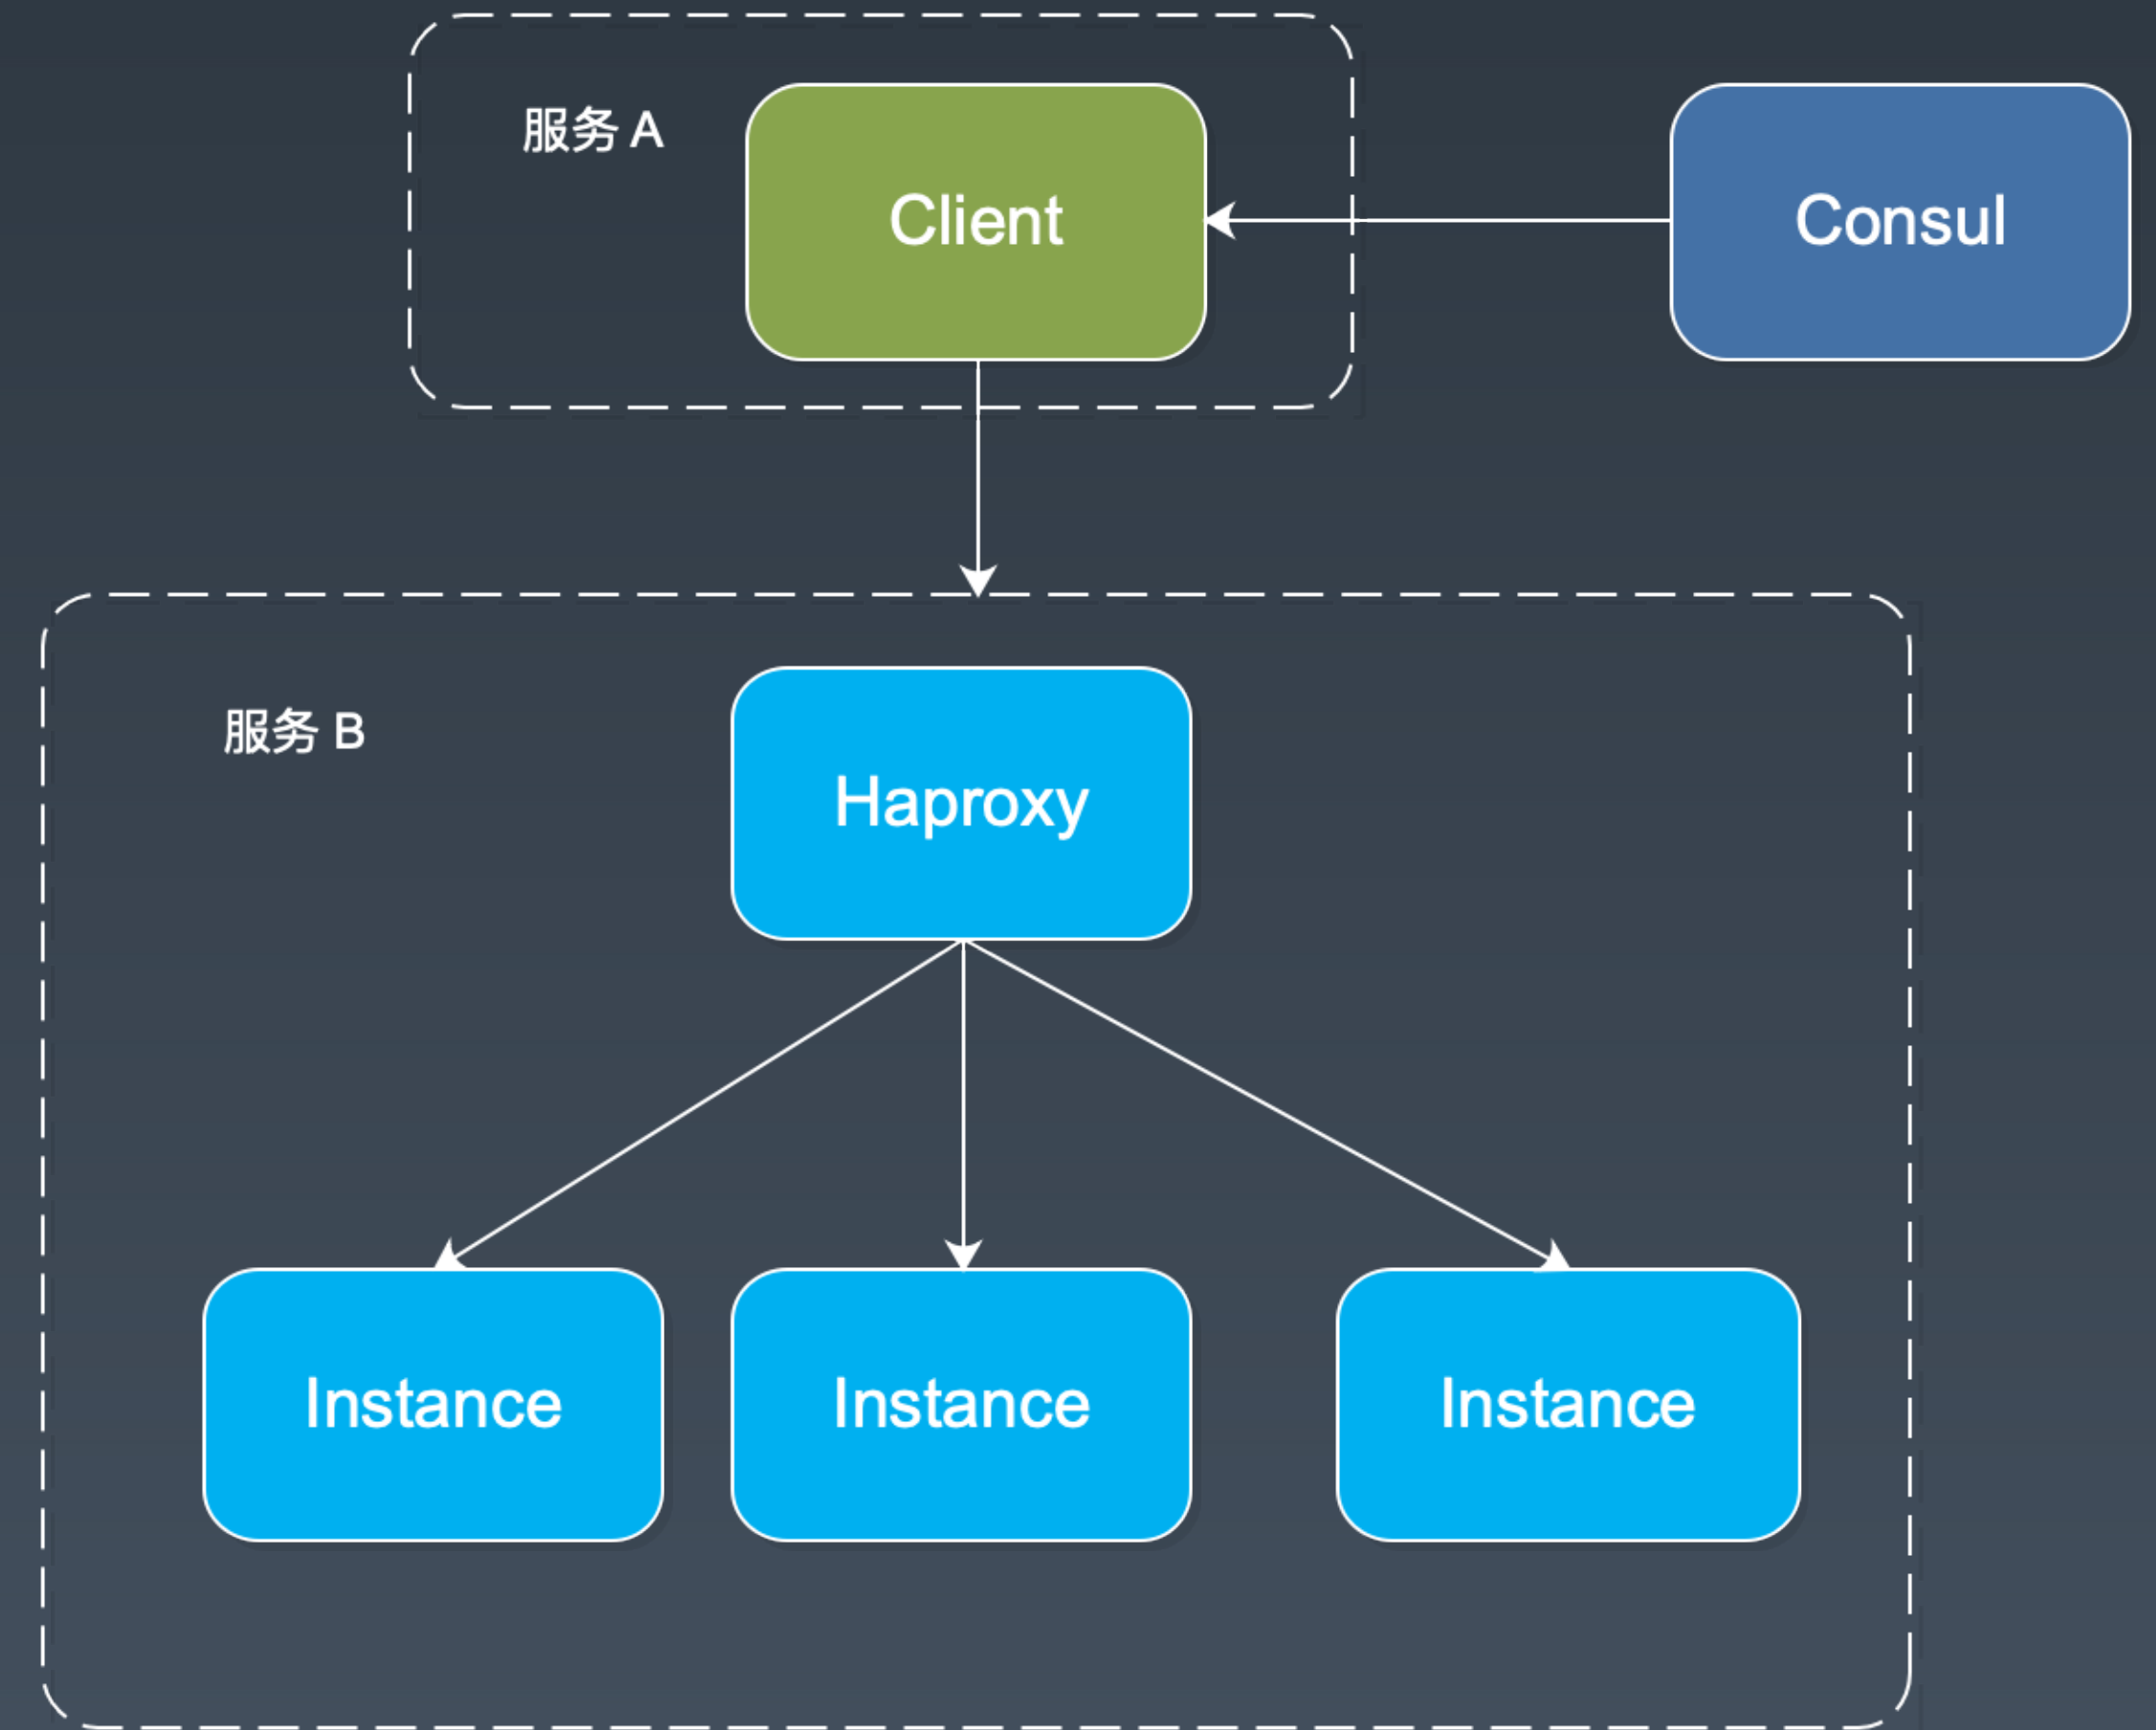 服务 A
Client
Consul
服务 B
Haproxy
Instance
Instance
Instance